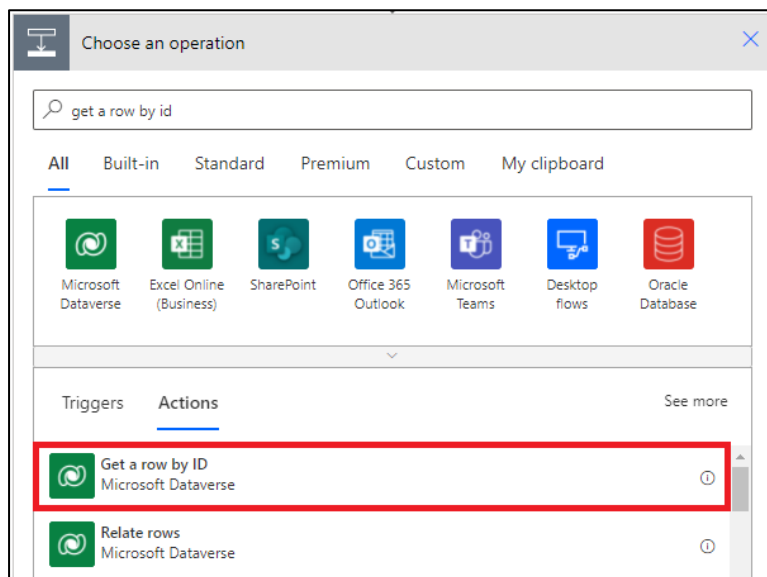 Choose an operation
get a row by id
All Built-in Standard Premium Custom My clipboard
Microsoft Dataverse
Excel Online (Business)
SharePoint
Office 365 Outlook
Microsoft Teams
Desktop flows
Oracle Database
Triggers Actions See more
Get a row by ID
Microsoft Dataverse
Relate rows
Microsoft Dataverse